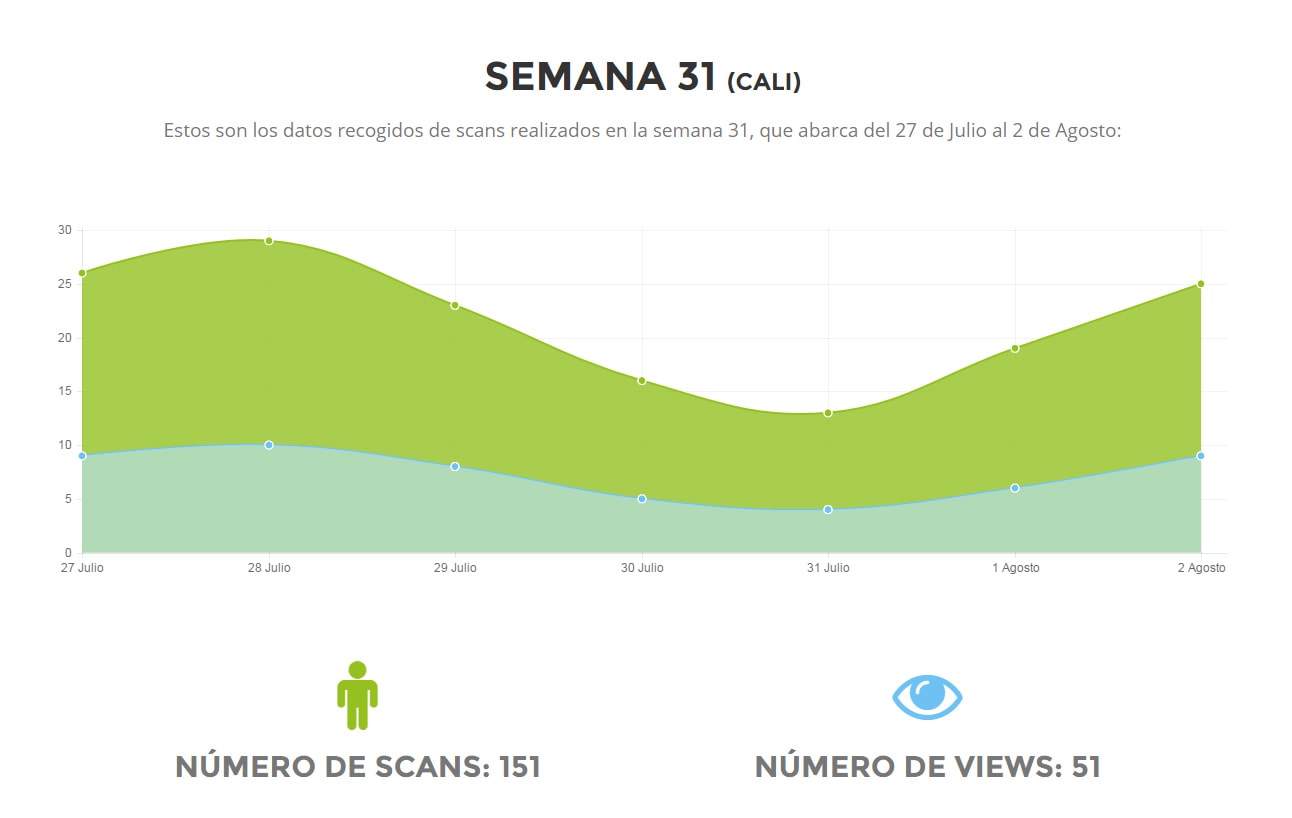 SEMANA 31 (CALI)
Estos son los datos recogidos de scans realizados en la semana 31, que abarca del 27 de Julio al 2 de Agosto:
30
25
20
15
10
5
0
27 Julio 28 Julio 29 Julio 30 Julio 31 Julio 1 Agosto 2 Agosto
NÚMERO DE SCANS: 151 NÚMERO DE VIEWS: 51